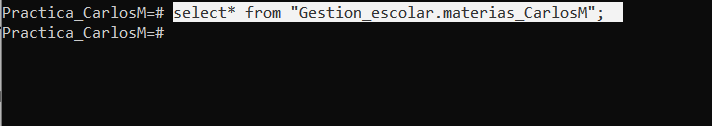 Practica_CarlosM=# select* from "Gestion_escolar.materias_CarlosM";
Practica_CarlosM=#